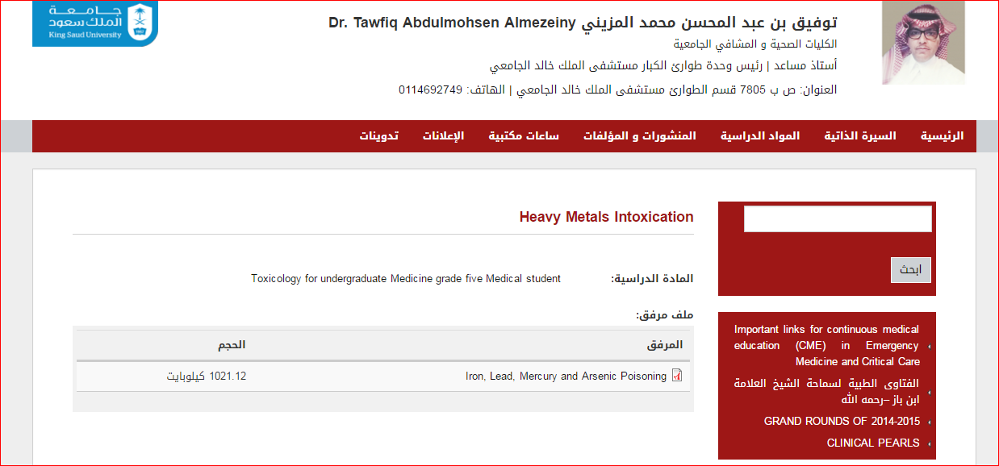 جامعة
الملك سعود
King Saud University
توفيق بن عبد المحسن محمد المزيني Dr. Tawfiq Abdulmohsen Almezeiny
الكليات الصحية و المشافي الجامعية
أستاذ مساعد | رئيس وحدة طوارئ الكبار مستشفى الملك خالد الجامعي
العنوان: ص ب 7805 قسم الطوارئ مستشفى الملك خالد الجامعي | الهاتف: 0114692749
الرئيسية السيرة الذاتية المواد الدراسية المنشورات و المؤلفات ساعات مكتبية الإعلانات تدوينات
ابحث
Important links for continuous medical
education (CME) in Emergency
Medicine and Critical Care
الفتاوى الطبية لسماحة الشيخ العلامة
ابن باز –رحمه الله
GRAND ROUNDS OF 2014-2015
CLINICAL PEARLS
Heavy Metals Intoxication
المادة الدراسية: Toxicology for undergraduate Medicine grade five Medical student
ملف مرفق:
المرفق الحجم
Iron, Lead, Mercury and Arsenic Poisoning 1021.12 كيلوبايت